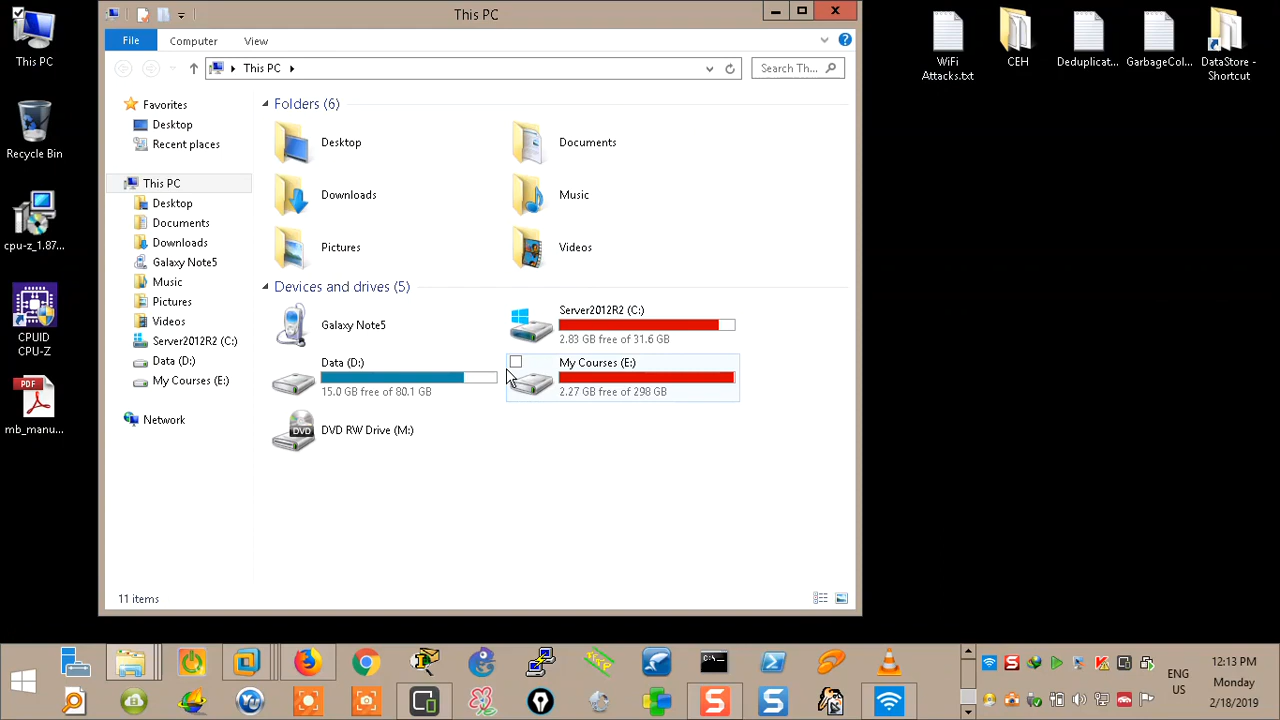 This PC
File
Computer
View
This PC
Search Th...
Favorites
Desktop
Recent places
This PC
Desktop
Documents
Downloads
Galaxy Note5
Music
Pictures
Videos
Server2012R2 (C:)
Data (D:)
My Courses (E:)
Network
Folders (6)
Desktop
Documents
Downloads
Music
Pictures
Videos
Devices and drives (5)
Galaxy Note5
Server2012R2 (C:)
2.83 GB free of 31.6 GB
Data (D:)
15.0 GB free of 80.1 GB
My Courses (E:)
2.27 GB free of 298 GB
DVD
DVD RW Drive (M:)
11 items
This PC
Recycle Bin
cpu-z_1.87...
CPUID
CPU-Z
mb_manu...
WiFi
Attacks.txt
CEH
Deduplicat...
GarbageCol...
DataStore -
Shortcut
ENG
US
12:13 PM
Monday
2/18/2019